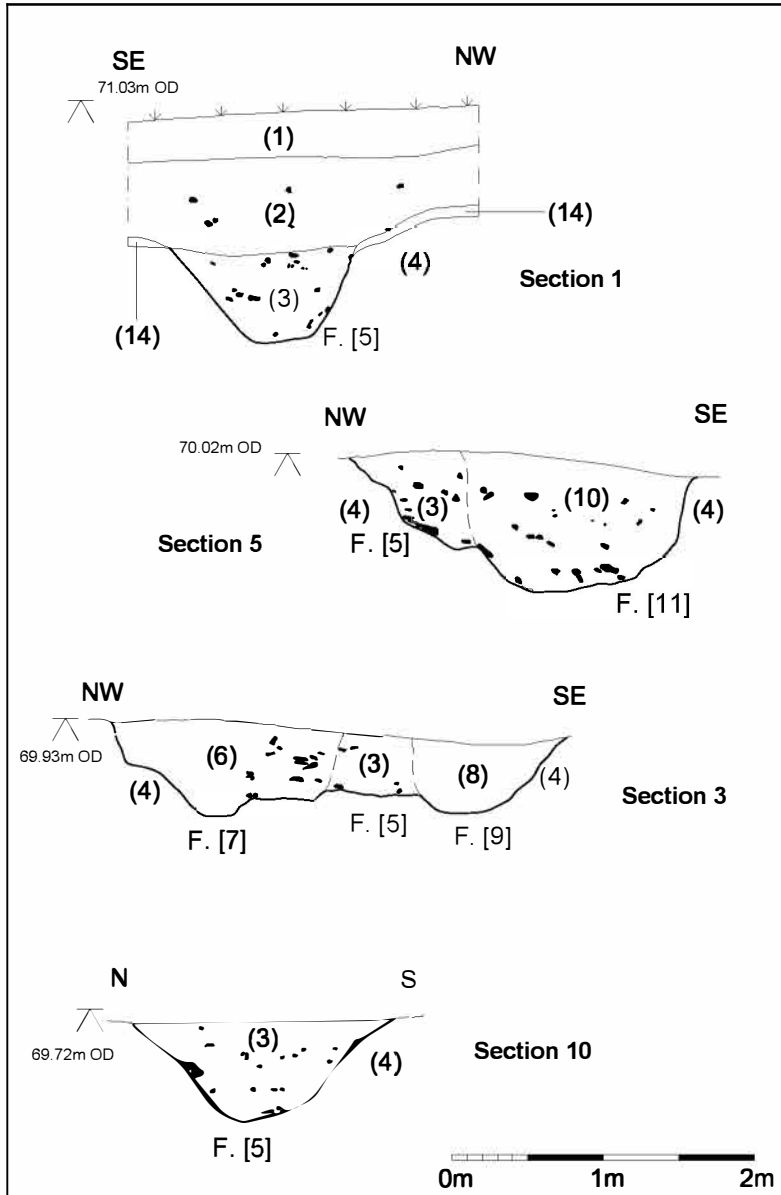 SE NW
71.03m OD
(1)
(2)
(14)
(4)
Section 1
(3)
(14)
F. [5]
NW SE
70.02m OD
(3) (10)
(4) (4)
Section 5
F. [5]
F. [11]
NW SE
69.93m OD
(6) (3) (8)
(4) (4)
Section 3
F. [7] F. [5] F. [9]
N S
69.72m OD
(3)
(4)
Section 10
F. [5]
0m 1m 2m